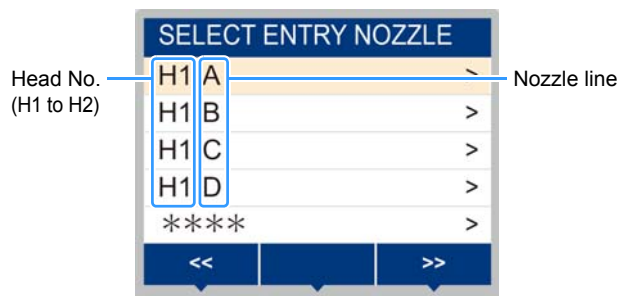 SELECT ENTRY NOZZLE
Head No.
(H1 to H2)
H1 A >
Nozzle line
H1 B >
H1 C >
H1 D >
**** >
<< >>